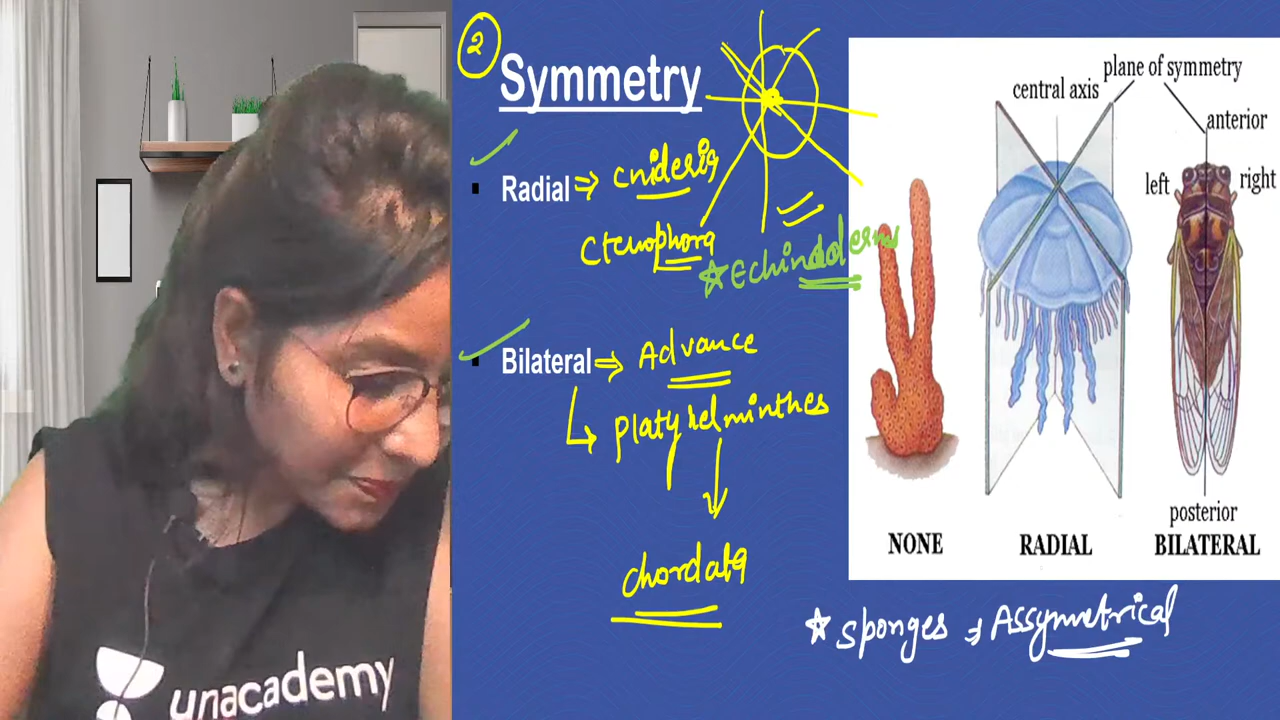 2
Symmetry
▪ Radial ⇒ cnideria
Ctenophora
★ Echinoderms
▪ Bilateral ⇒ Advance
↳ platyhelminthes
↓
chordata
plane of symmetry
central axis
anterior
left
right
posterior
NONE
RADIAL
BILATERAL
★ sponges ⇒ Assymetrical
unacademy